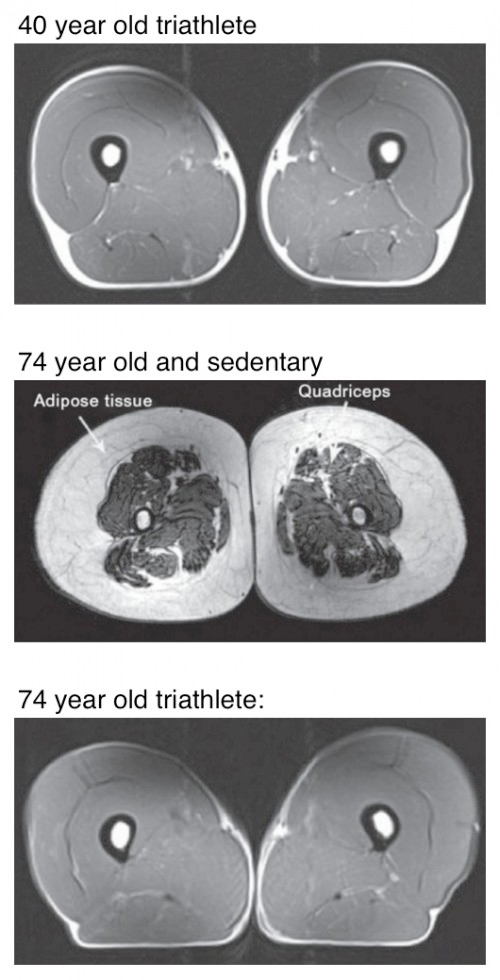 40 year old triathlete
74 year old and sedentary
Adipose tissue
Quadriceps
74 year old triathlete: